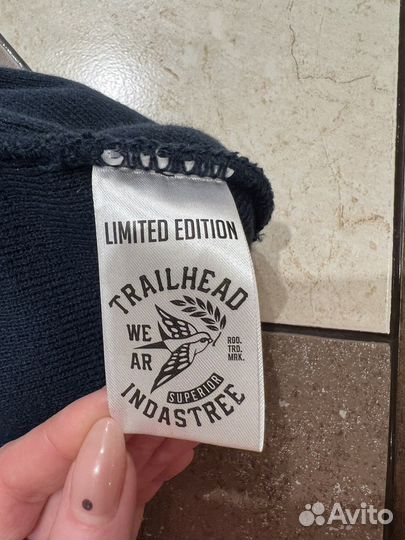 LIMITED EDITION
TRAILHEAD
WE
AR
RGD.
TRD.
MRK.
SUPERIOR
INDASTREE
Avito